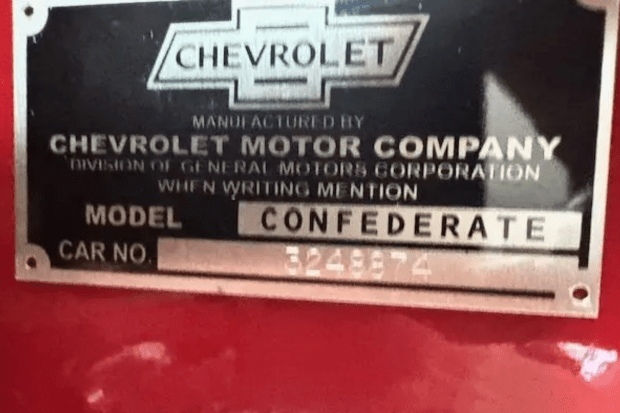 CHEVROLET
MANUFACTURED BY
CHEVROLET MOTOR COMPANY
DIVISION OF GENERAL MOTORS CORPORATION
WHEN WRITING MENTION
MODEL CONFEDERATE
CAR NO.